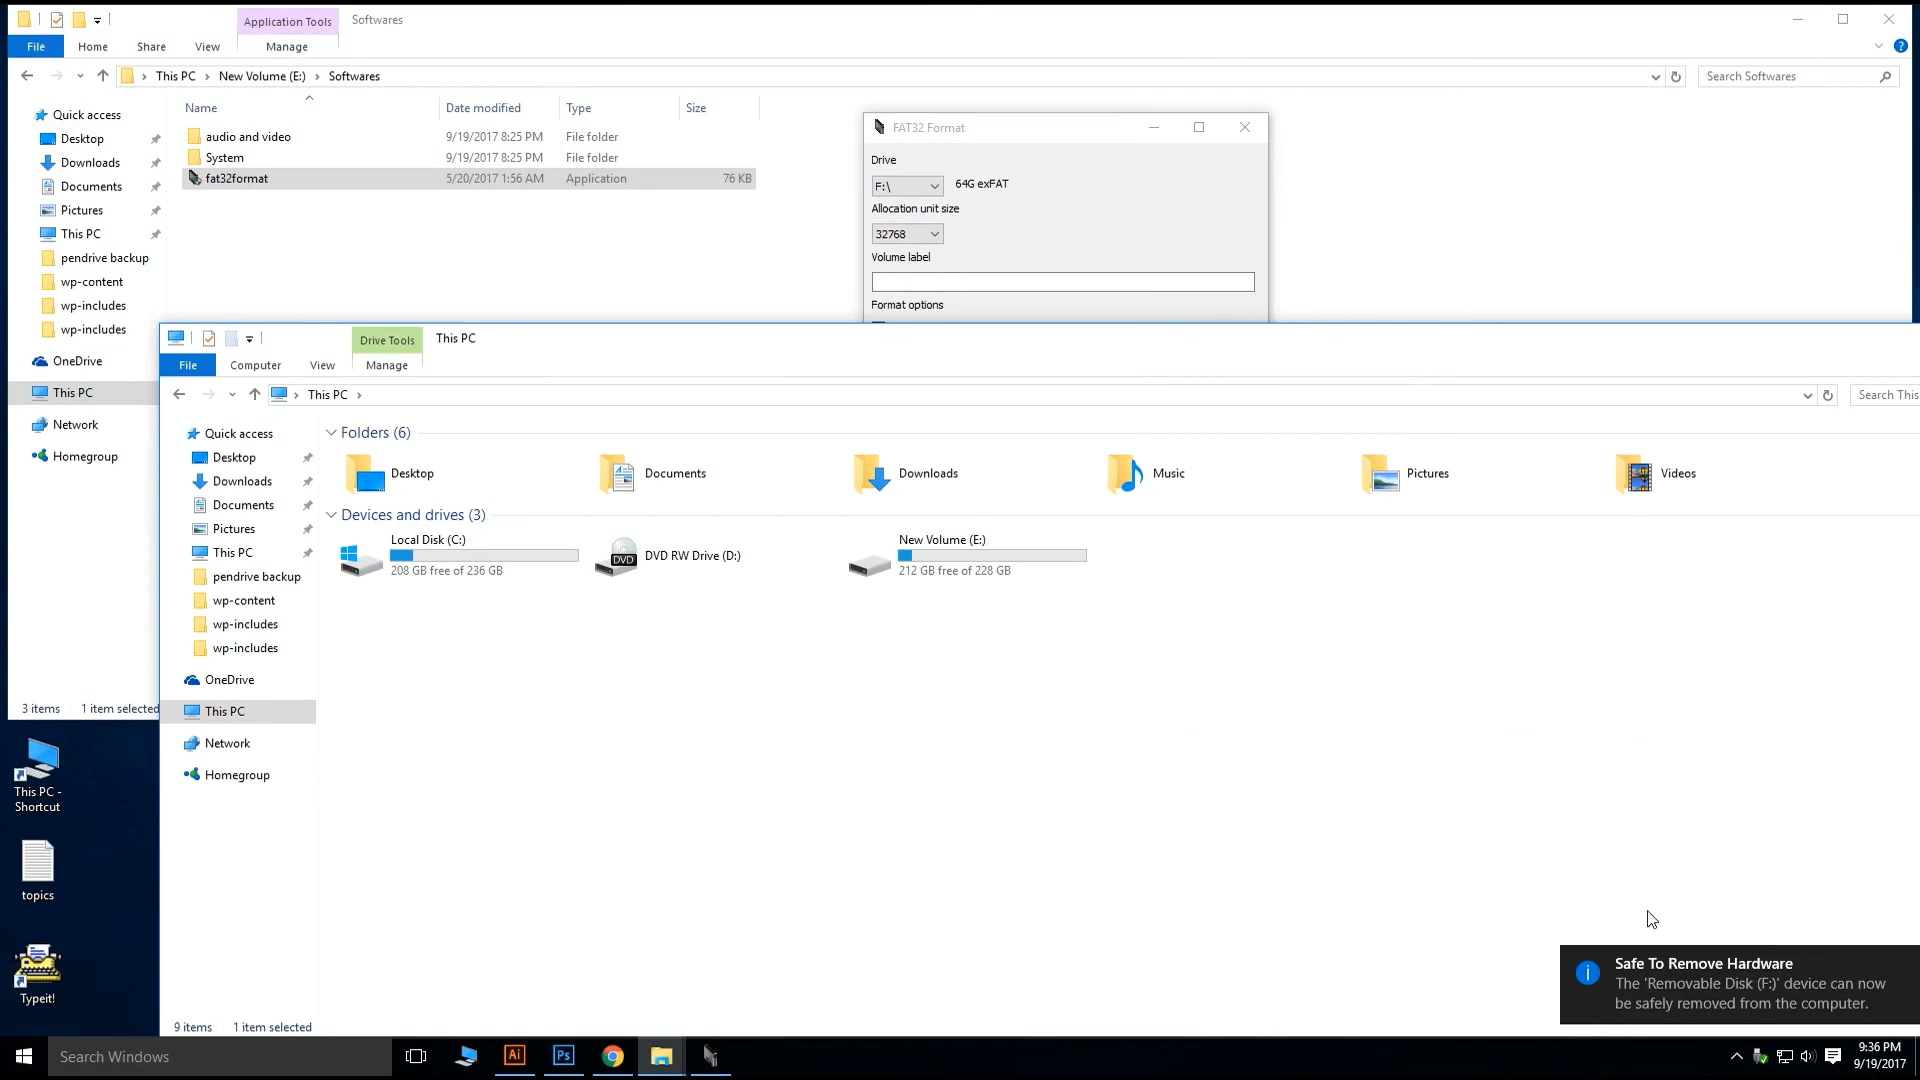 Application Tools
Softwares
File
Home
Share
View
Manage
This PC
New Volume (E:)
Softwares
Search Softwares
Quick access
Desktop
Downloads
Documents
Pictures
This PC
pendrive backup
wp-content
wp-includes
wp-includes
OneDrive
This PC
Network
Homegroup
Name
Date modified
Type
Size
audio and video
9/19/2017 8:25 PM
File folder
System
9/19/2017 8:25 PM
File folder
fat32format
5/20/2017 1:56 AM
Application
76 KB
3 items
1 item selected
FAT32 Format
Drive
F:\
64G exFAT
Allocation unit size
32768
Volume label
Format options
Drive Tools
This PC
File
Computer
View
Manage
This PC
Search This
Quick access
Desktop
Downloads
Documents
Pictures
This PC
pendrive backup
wp-content
wp-includes
wp-includes
OneDrive
This PC
Network
Homegroup
Folders (6)
Desktop
Documents
Downloads
Music
Pictures
Videos
Devices and drives (3)
Local Disk (C:)
208 GB free of 236 GB
DVD
DVD RW Drive (D:)
New Volume (E:)
212 GB free of 228 GB
9 items
1 item selected
This PC -
Shortcut
topics
Typeit!
Safe To Remove Hardware
The 'Removable Disk (F:)' device can now
be safely removed from the computer.
Search Windows
Ai
Ps
9:36 PM
9/19/2017